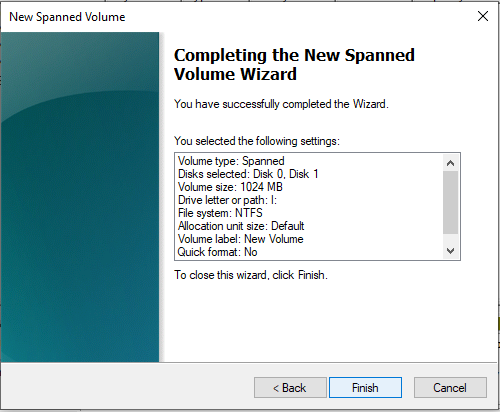 New Spanned Volume
Completing the New Spanned
Volume Wizard
You have successfully completed the Wizard.
You selected the following settings:
Volume type: Spanned
Disks selected: Disk 0, Disk 1
Volume size: 1024 MB
Drive letter or path: I:
File system: NTFS
Allocation unit size: Default
Volume label: New Volume
Quick format: No
To close this wizard, click Finish.
< Back
Finish
Cancel